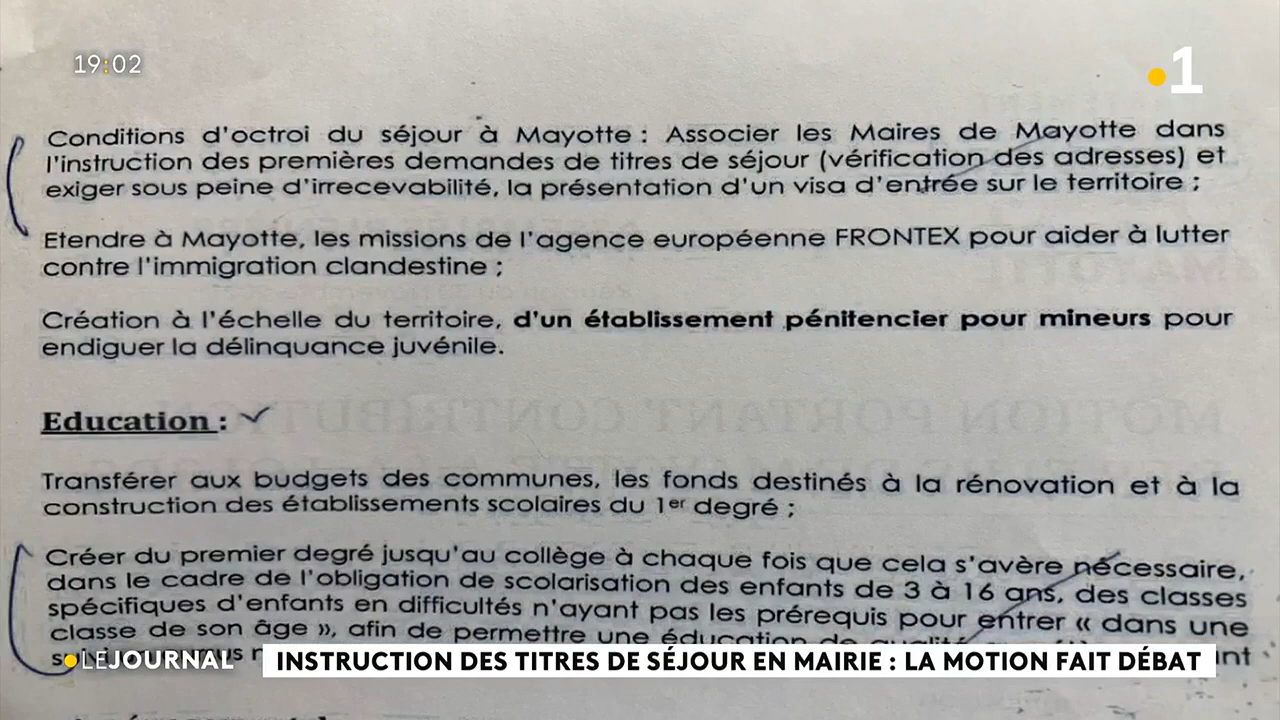 19:02
1
Conditions d'octroi du séjour à Mayotte : Associer les Maires de Mayotte dans
l'instruction des premières demandes de titres de séjour (vérification des adresses) et
exiger sous peine d'irrecevabilité, la présentation d'un visa d'entrée sur le territoire ;
Etendre à Mayotte, les missions de l'agence européenne FRONTEX pour aider à lutter
contre l'immigration clandestine ;
Création à l'échelle du territoire, d'un établissement pénitencier pour mineurs pour
endiguer la délinquance juvénile.
Education :
Transférer aux budgets des communes, les fonds destinés à la rénovation et à la
construction des établissements scolaires du 1er degré ;
Créer du premier degré jusqu'au collège à chaque fois que cela s'avère nécessaire,
dans le cadre de l'obligation de scolarisation des enfants de 3 à 16 ans, des classes
spécifiques d'enfants en difficultés n'ayant pas les prérequis pour entrer « dans une
classe de son âge », afin de permettre une éducation de qualité
LE JOURNAL
INSTRUCTION DES TITRES DE SÉJOUR EN MAIRIE : LA MOTION FAIT DÉBAT